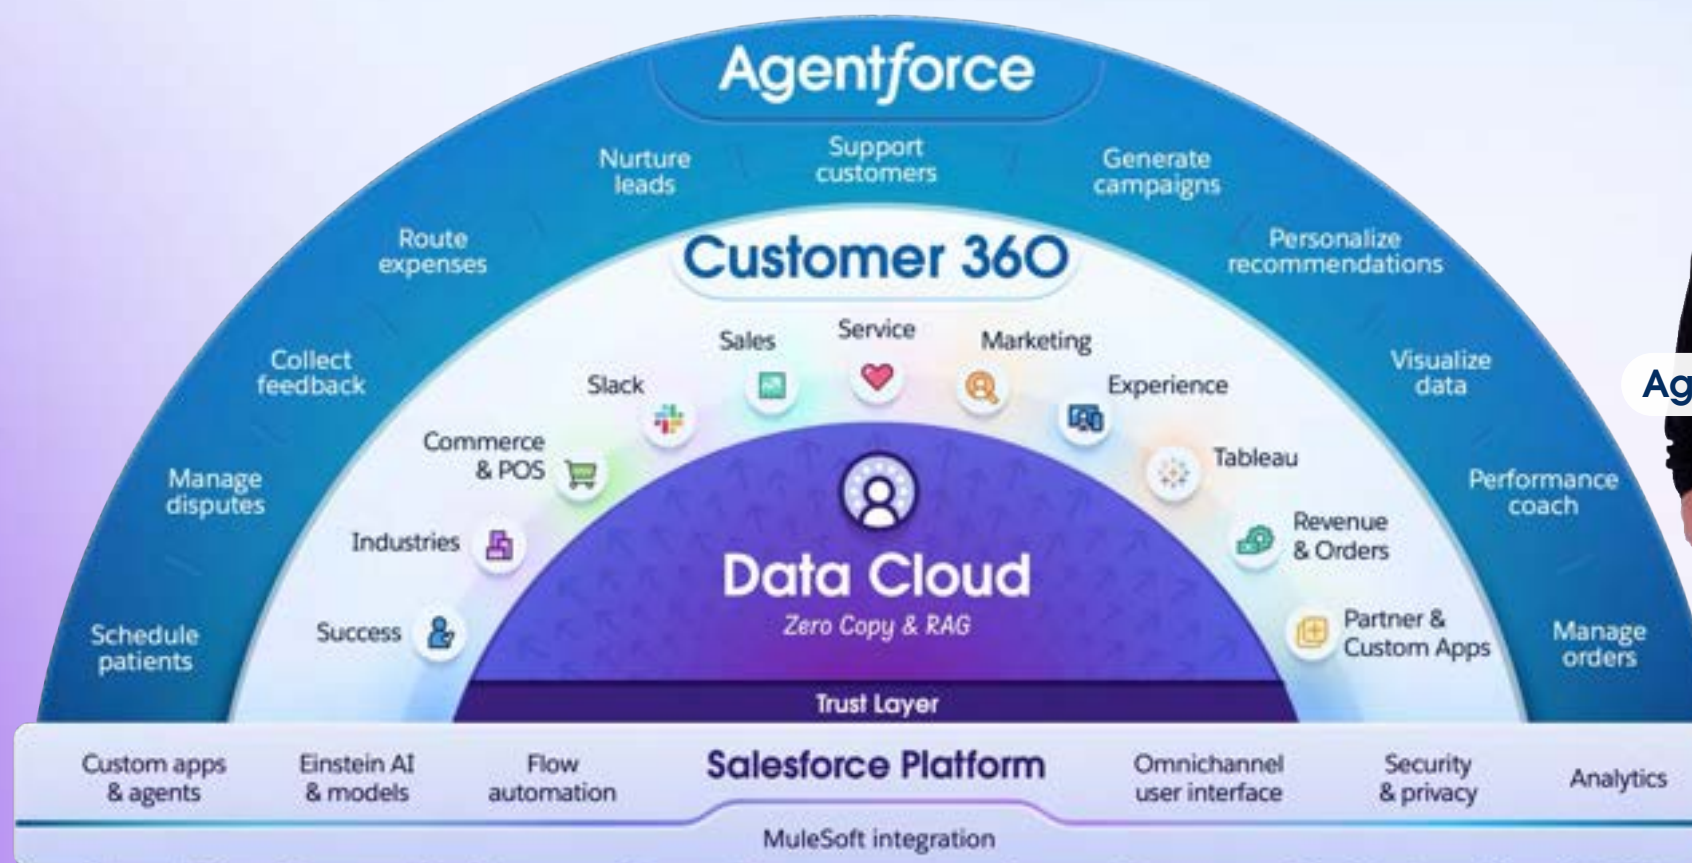 Agentforce
Nurture
leads
Support
customers
Generate
campaigns
Route
expenses
Personalize
recommendations
Collect
feedback
Visualize
data
Manage
disputes
Performance
coach
Schedule
patients
Manage
orders
Customer 360
Sales
Service
Marketing
Slack
Experience
Commerce
& POS
Tableau
Industries
Revenue
& Orders
Success
Partner &
Custom Apps
Data Cloud
Zero Copy & RAG
Trust Layer
Salesforce Platform
Custom apps
& agents
Einstein AI
& models
Flow
automation
Omnichannel
user interface
Security
& privacy
Analytics
MuleSoft integration
Ag